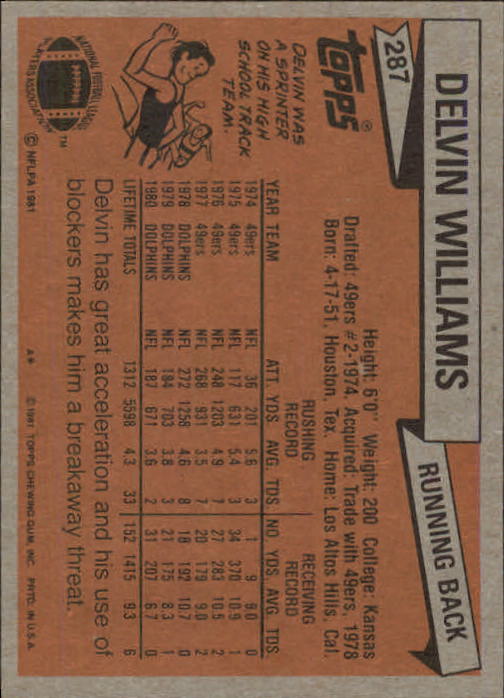 287
DELVIN WILLIAMS
RUNNING BACK
topps®
Height: 6'0" Weight: 200 College: Kansas
Drafted: 49ers #2-1974. Acquired: Trade with 49ers, 1978
Born: 4-17-51, Houston, Tex. Home: Los Altos Hills, Cal.
DELVIN WAS
A SPRINTER
ON HIS HIGH
SCHOOL TRACK
TEAM.
RUSHING RECORD RECEIVING RECORD
YEAR TEAM ATT. YDS. AVG. TDS NO. YDS. AVG. TDS.
1974 49ers NFL 36 201 5.6 3 1 9 9.0 0
1975 49ers NFL 117 631 5.4 3 34 370 10.9 1
1976 49ers NFL 248 1203 4.9 7 27 283 10.5 2
1977 49ers NFL 268 931 3.5 7 20 179 9.0 2
1978 DOLPHINS NFL 272 1258 4.6 8 18 192 10.7 0
1979 DOLPHINS NFL 184 703 3.8 3 21 175 8.3 1
1980 DOLPHINS NFL 187 671 3.6 2 31 207 6.7 0
LIFETIME TOTALS 1312 5598 4.3 33 152 1415 9.3 6
Delvin has great acceleration and his use of
blockers makes him a breakaway threat.
NATIONAL FOOTBALL LEAGUE
PLAYERS ASSOCIATION
TM
© NFLPA 1981
A* © 1981 TOPPS CHEWING GUM, INC. PRTD. IN U.S.A.